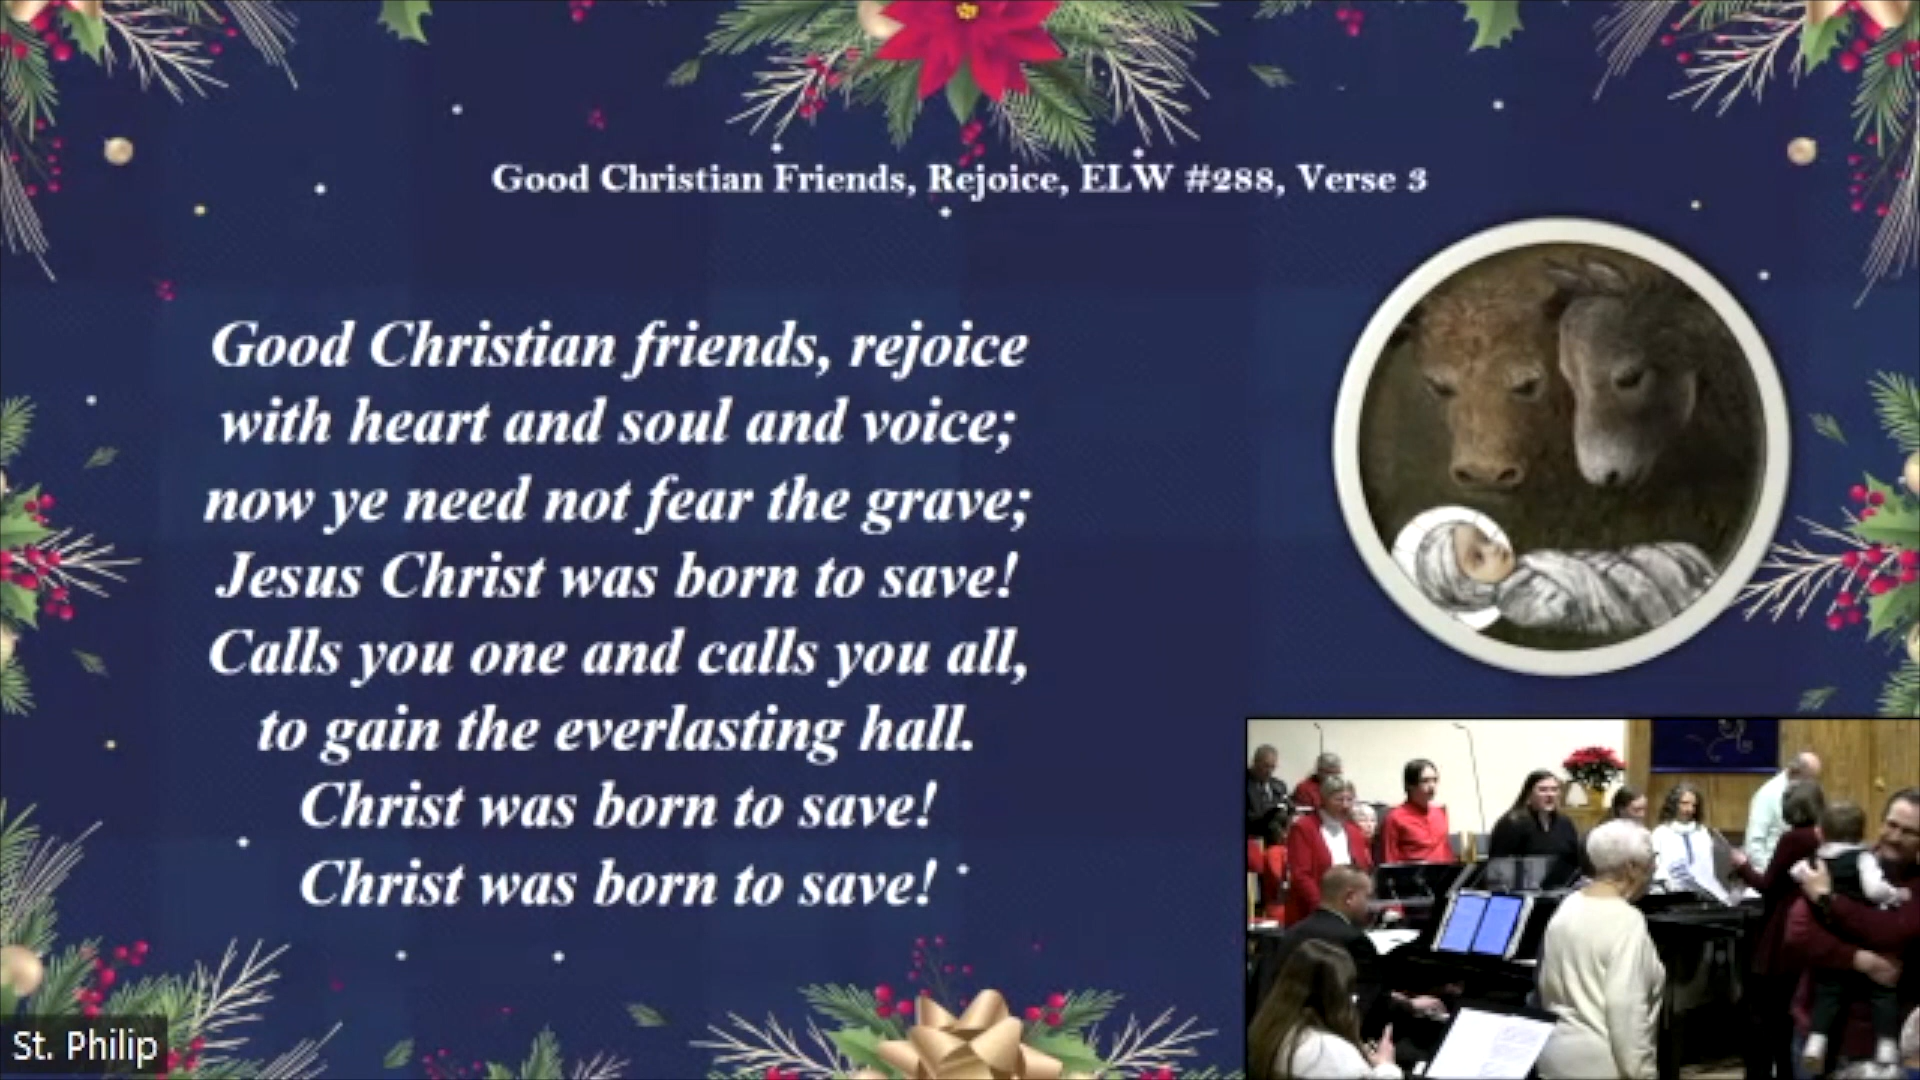 Good Christian Friends, Rejoice, ELW #288, Verse 3
Good Christian friends, rejoice
with heart and soul and voice;
now ye need not fear the grave;
Jesus Christ was born to save!
Calls you one and calls you all,
to gain the everlasting hall.
Christ was born to save!
Christ was born to save!
St. Philip